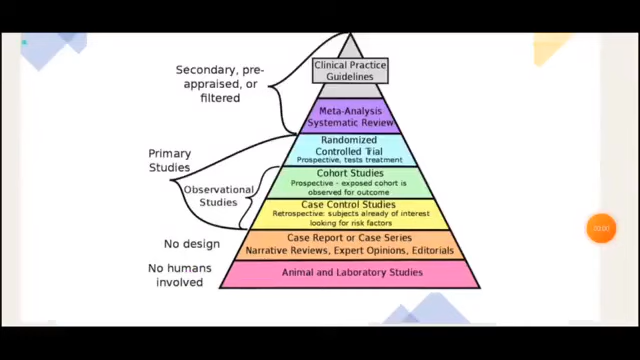 Clinical Practice
Guidelines
Secondary, pre-
appraised, or
filtered
Meta-Analysis
Systematic Review
Randomized
Controlled Trial
Prospective, tests treatment
Primary
Studies
Observational
Studies
Cohort Studies
Prospective - exposed cohort is
observed for outcome
Case Control Studies
Retrospective: subjects already of interest
looking for risk factors
No design
Case Report or Case Series
Narrative Reviews, Expert Opinions, Editorials
No humans
involved
Animal and Laboratory Studies